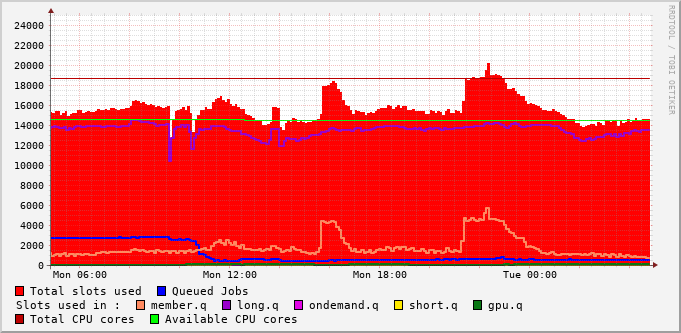 24000
22000
20000
18000
16000
14000
12000
10000
8000
6000
4000
2000
0
Mon 06:00 Mon 12:00 Mon 18:00 Tue 00:00
Total slots used Queued Jobs
Slots used in : member.q long.q ondemand.q short.q gpu.q
Total CPU cores Available CPU cores
RRDTOOL / TOBI OETIKER